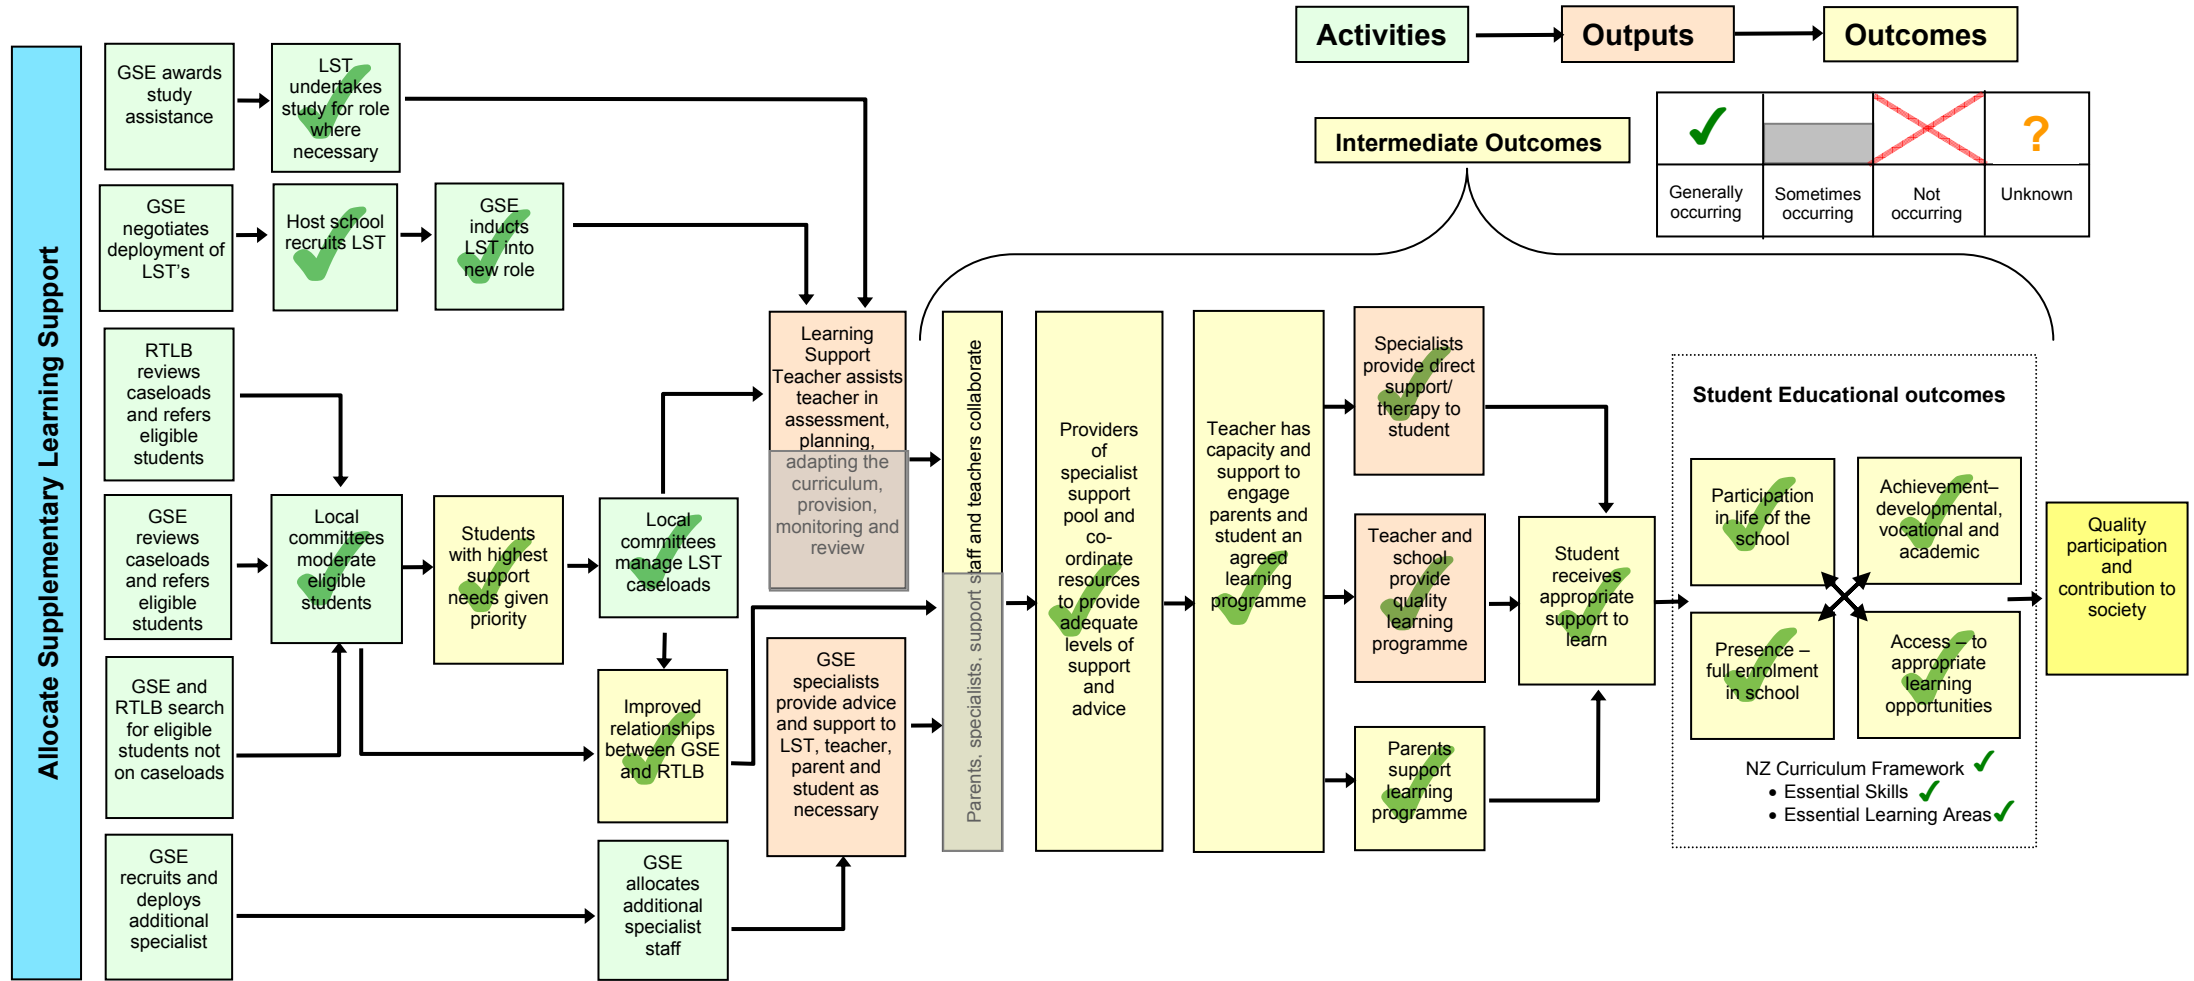 Allocate Supplementary Learning Support
Activities
Outputs
Outcomes
Generally
occurring
Sometimes
occurring
Not
occurring
?
Unknown
Intermediate Outcomes
GSE awards
study
assistance
LST
undertakes
study for role
where
necessary
GSE
negotiates
deployment of
LST's
Host school
recruits LST
GSE
inducts
LST into
new role
RTLB
reviews
caseloads
and refers
eligible
students
GSE
reviews
caseloads
and refers
eligible
students
GSE and
RTLB search
for eligible
students not
on caseloads
GSE
recruits and
deploys
additional
specialist
Local
committees
moderate
eligible
students
Students
with highest
support
needs given
priority
Local
committees
manage LST
caseloads
Improved
relationships
between GSE
and RTLB
GSE
allocates
additional
specialist
staff
Learning
Support
Teacher assists
teacher in
assessment,
planning,
adapting the
curriculum,
provision,
monitoring and
review
GSE
specialists
provide advice
and support to
LST, teacher,
parent and
student as
necessary
Parents, specialists, support staff and teachers collaborate
Providers
of
specialist
support
pool and
co-
ordinate
resources
to provide
adequate
levels of
support
and
advice
Teacher has
capacity and
support to
engage
parents and
student an
agreed
learning
programme
Specialists
provide direct
support/
therapy to
student
Teacher and
school
provide
quality
learning
programme
Parents
support
learning
programme
Student
receives
appropriate
support to
learn
Student Educational outcomes
Participation
in life of the
school
Achievement–
developmental,
vocational and
academic
Presence –
full enrolment
in school
Access – to
appropriate
learning
opportunities
NZ Curriculum Framework
• Essential Skills
• Essential Learning Areas
Quality
participation
and
contribution to
society